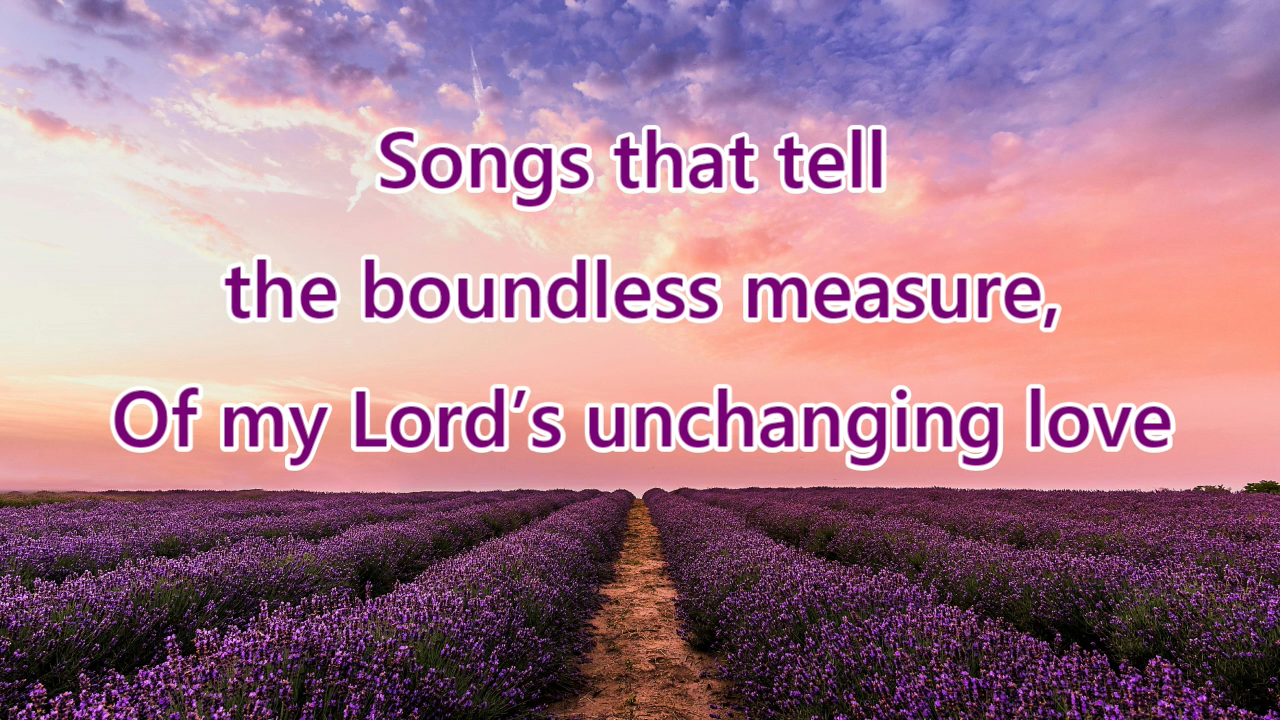 Songs that tell
the boundless measure,
Of my Lord’s unchanging love